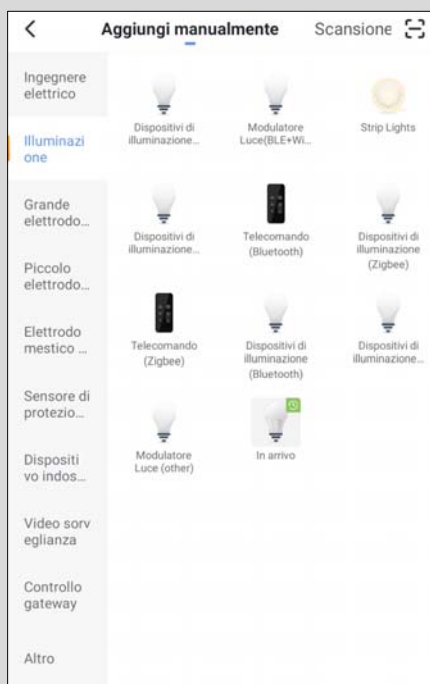 Aggiungi manualmente
Scansione
Ingegnere
elettrico
Illuminazi
one
Grande
elettrodo...
Piccolo
elettrodo...
Elettrodo
mestico ...
Sensore di
protezio...
Dispositi
vo indos...
Video sorv
eglianza
Controllo
gateway
Altro
Dispositivi di
illuminazione...
Modulatore
Luce(BLE+Wi...
Strip Lights
Dispositivi di
illuminazione...
Telecomando
(Bluetooth)
Dispositivi di
illuminazione
(Zigbee)
Telecomando
(Zigbee)
Dispositivi di
illuminazione
(Bluetooth)
Dispositivi di
illuminazione...
Modulatore
Luce (other)
In arrivo